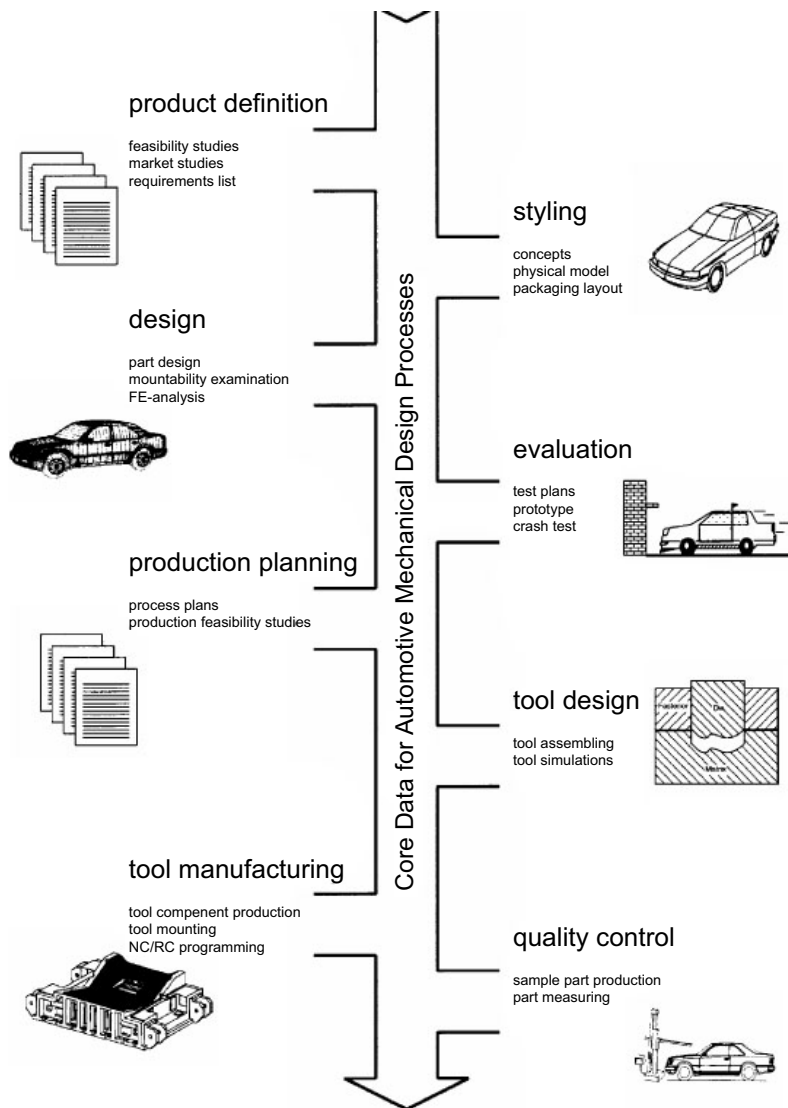 product definition
feasibility studies
market studies
requirements list
styling
concepts
physical model
packaging layout
design
part design
mountability examination
FE-analysis
Core Data for Automotive Mechanical Design Processes
evaluation
test plans
prototype
crash test
production planning
process plans
production feasibility studies
tool design
tool assembling
tool simulations
Fastener
Die
Matrix
tool manufacturing
tool compenent production
tool mounting
NC/RC programming
quality control
sample part production
part measuring